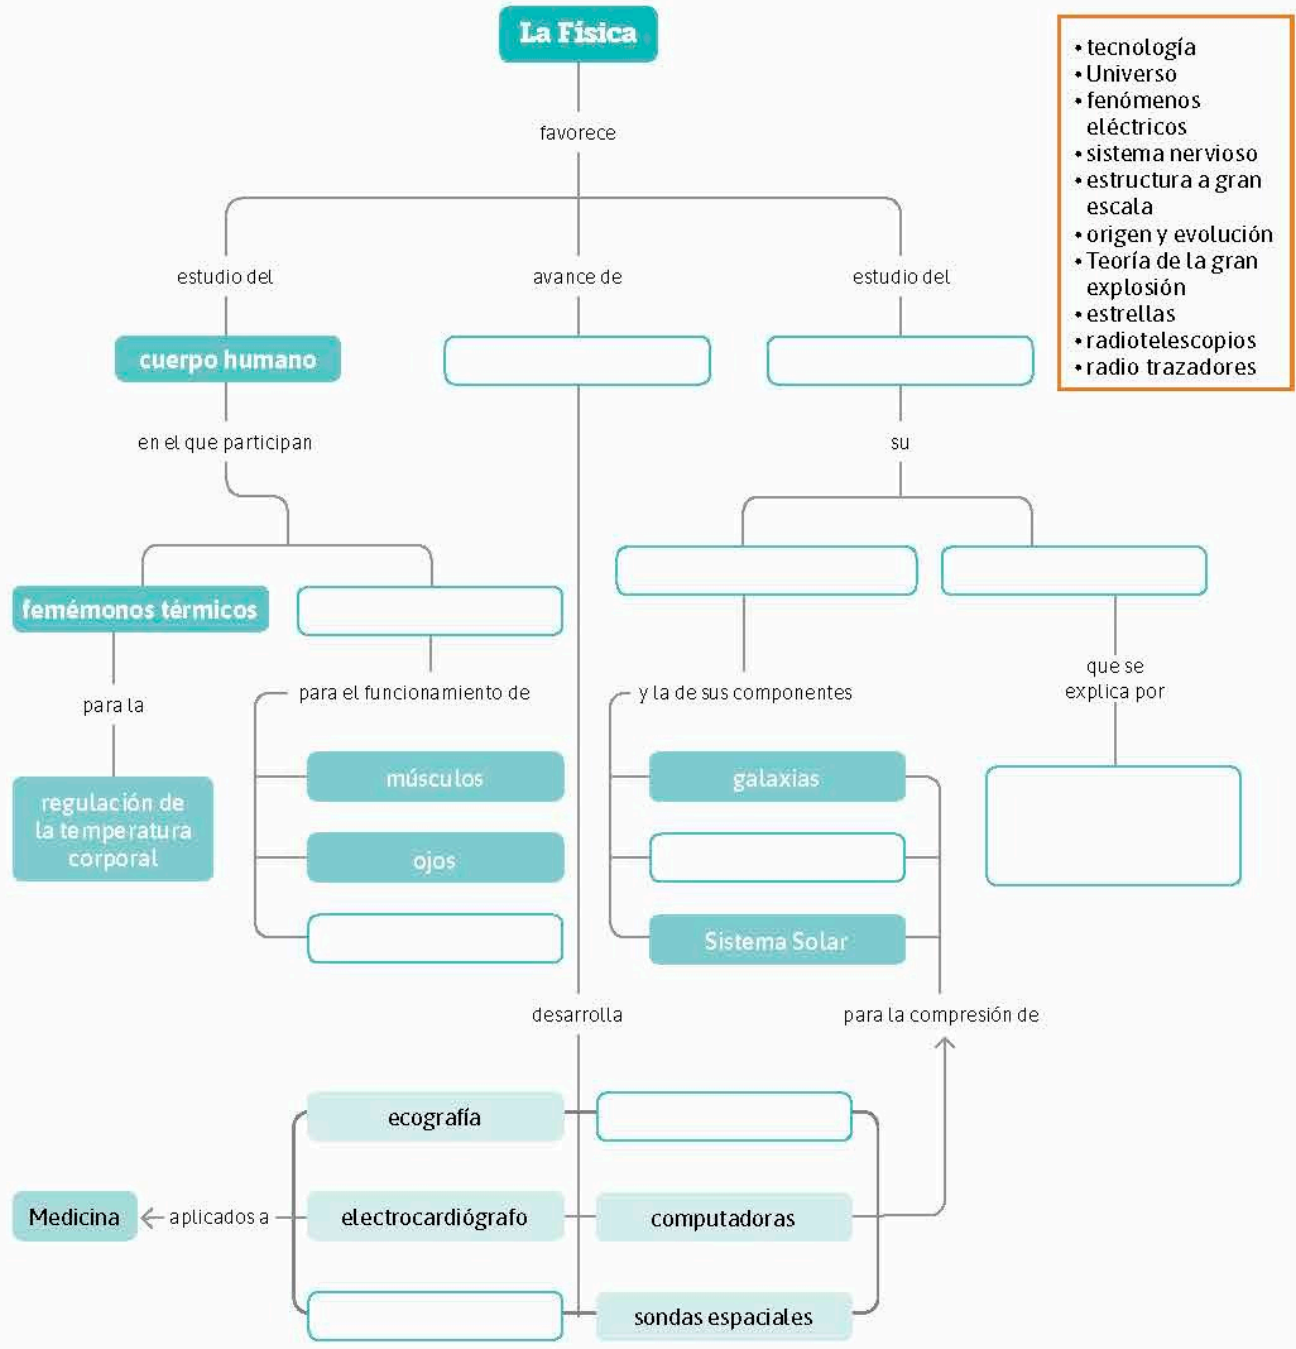 La Física
• tecnología
• Universo
• fenómenos
eléctricos
• sistema nervioso
• estructura a gran
escala
• origen y evolución
• Teoría de la gran
explosión
• estrellas
• radiotelescopios
• radio trazadores
favorece
estudio del
avance de
estudio del
cuerpo humano
en el que participan
su
femémonos térmicos
para la
regulación de
la temperatura
corporal
para el funcionamiento de
músculos
ojos
y la de sus componentes
galaxias
Sistema Solar
que se
explica por
desarrolla
para la compresión de
ecografía
Medicina
aplicados a
electrocardiógrafo
computadoras
sondas espaciales